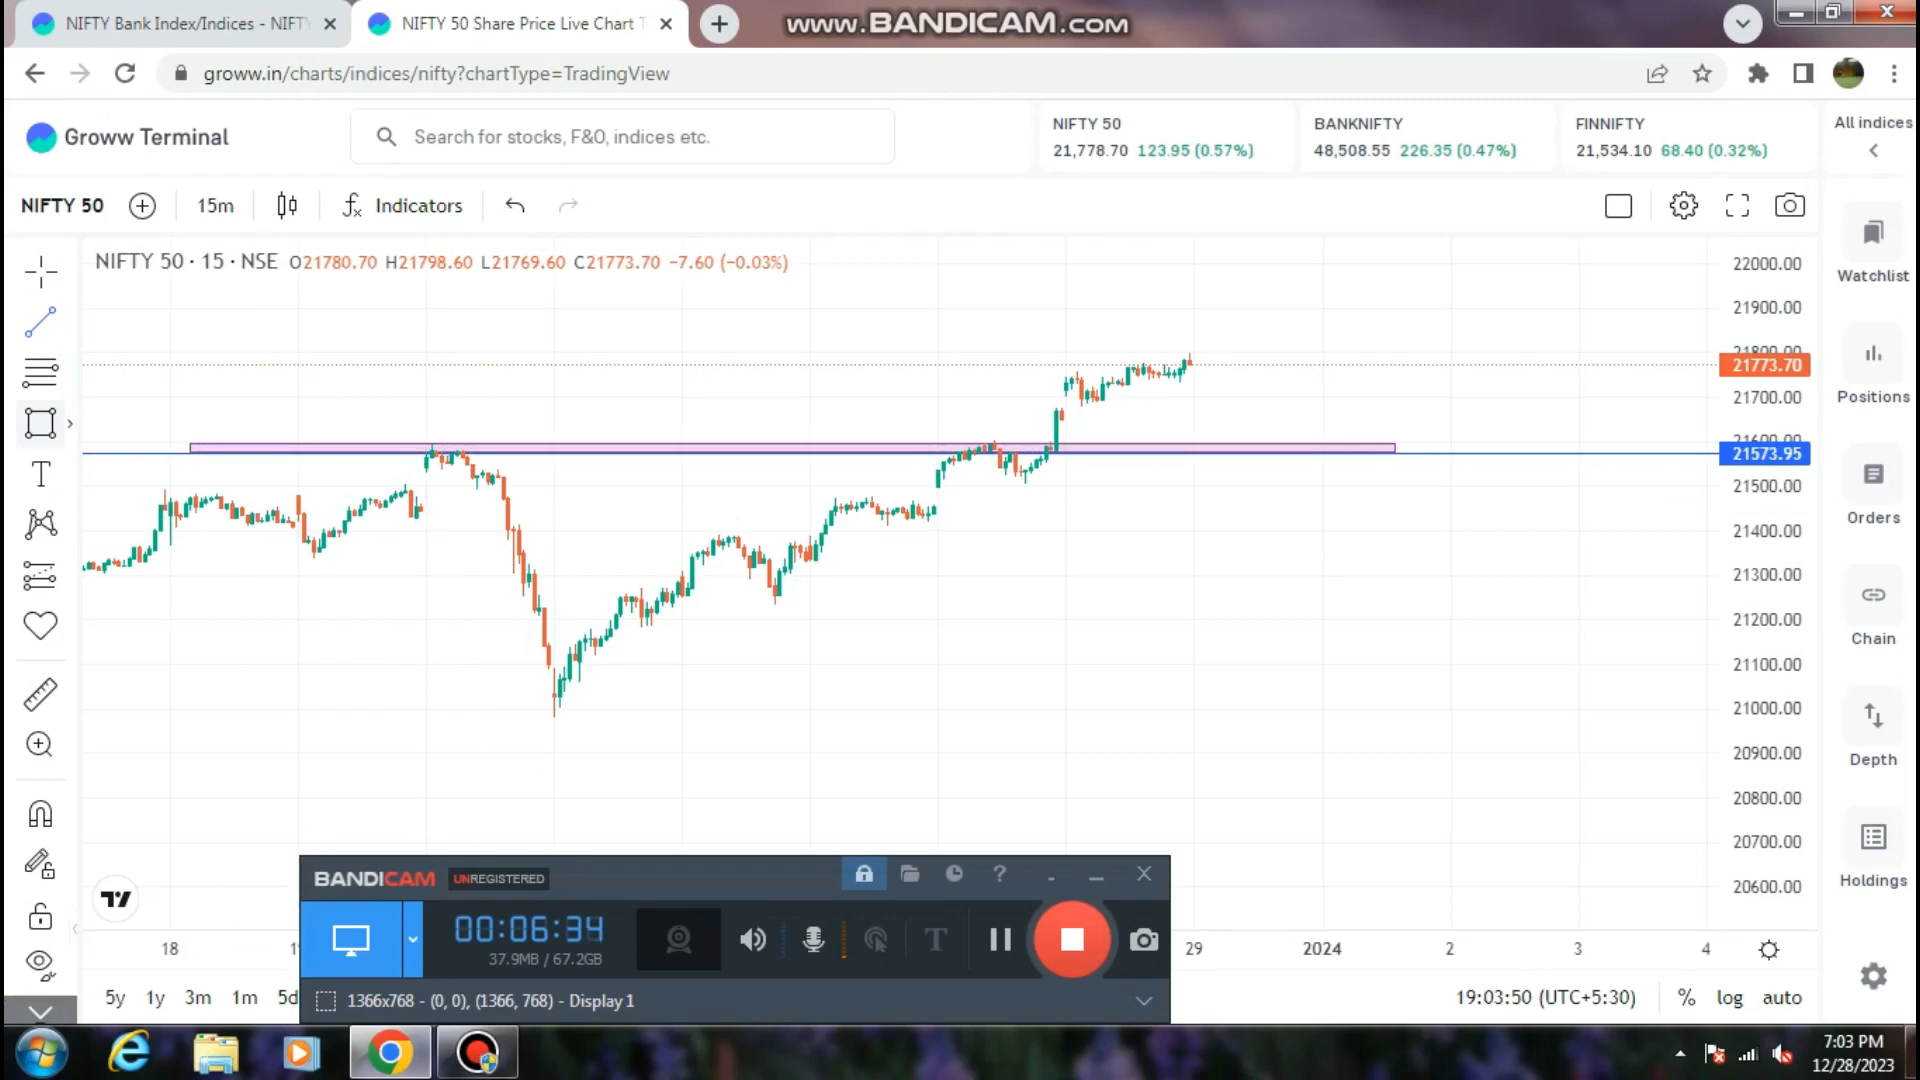 NIFTY Bank Index/Indices - NIFT
NIFTY 50 Share Price Live Chart T
www.BANDICAM.com
groww.in/charts/indices/nifty?chartType=TradingView
Groww Terminal
Search for stocks, F&O, indices etc.
NIFTY 50
21,778.70 123.95 (0.57%)
BANKNIFTY
48,508.55 226.35 (0.47%)
FINNIFTY
21,534.10 68.40 (0.32%)
All indices
NIFTY 50
15m
Indicators
NIFTY 50 · 15 · NSE O21780.70 H21798.60 L21769.60 C21773.70 −7.60 (−0.03%)
22000.00
21900.00
21800.00
21773.70
21700.00
21600.00
21573.95
21500.00
21400.00
21300.00
21200.00
21100.00
21000.00
20900.00
20800.00
20700.00
20600.00
Watchlist
Positions
Orders
Chain
Depth
Holdings
T
BANDICAM UNREGISTERED
00:06:34
37.9MB / 67.2GB
T
1366x768 - (0, 0), (1366, 768) - Display 1
18
29
2024
2
3
4
5y 1y 3m 1m 5d
19:03:50 (UTC+5:30)
% log auto
7:03 PM
12/28/2023